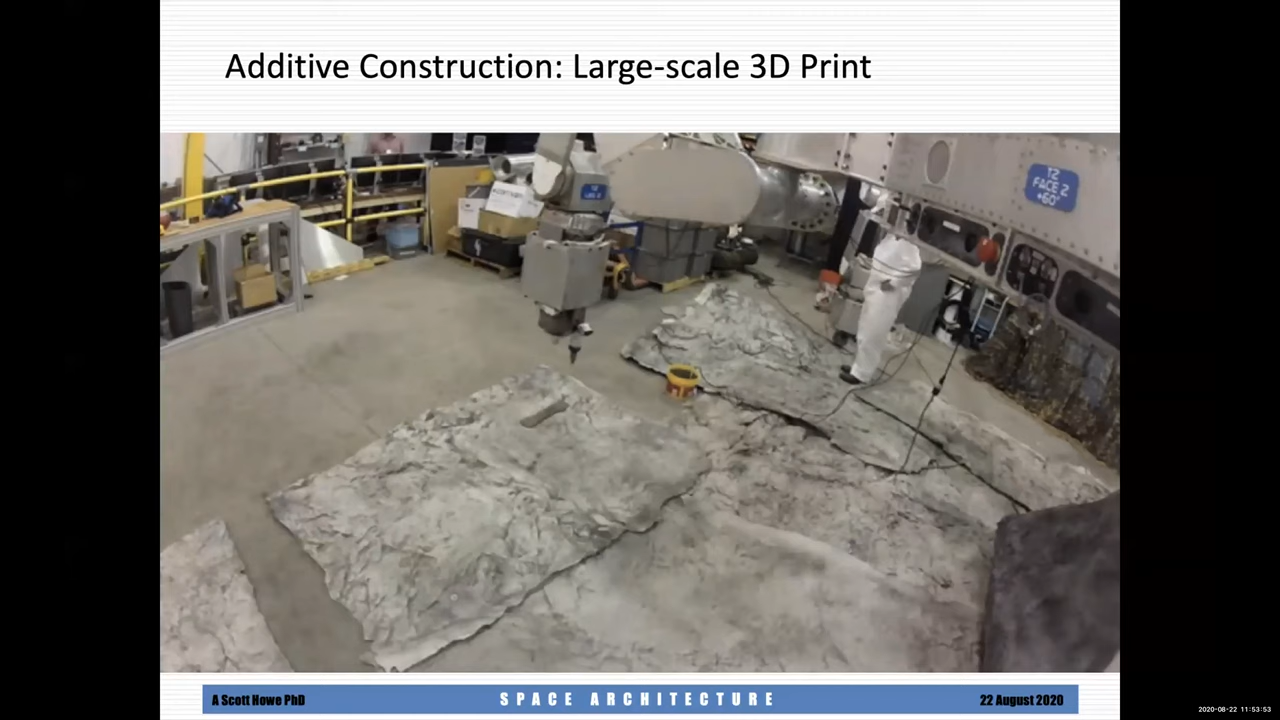 Additive Construction: Large-scale 3D Print
T2
FACE 2
+60°
A Scott Howe PhD
SPACE ARCHITECTURE
22 August 2020
2020-08-22 11:53:53